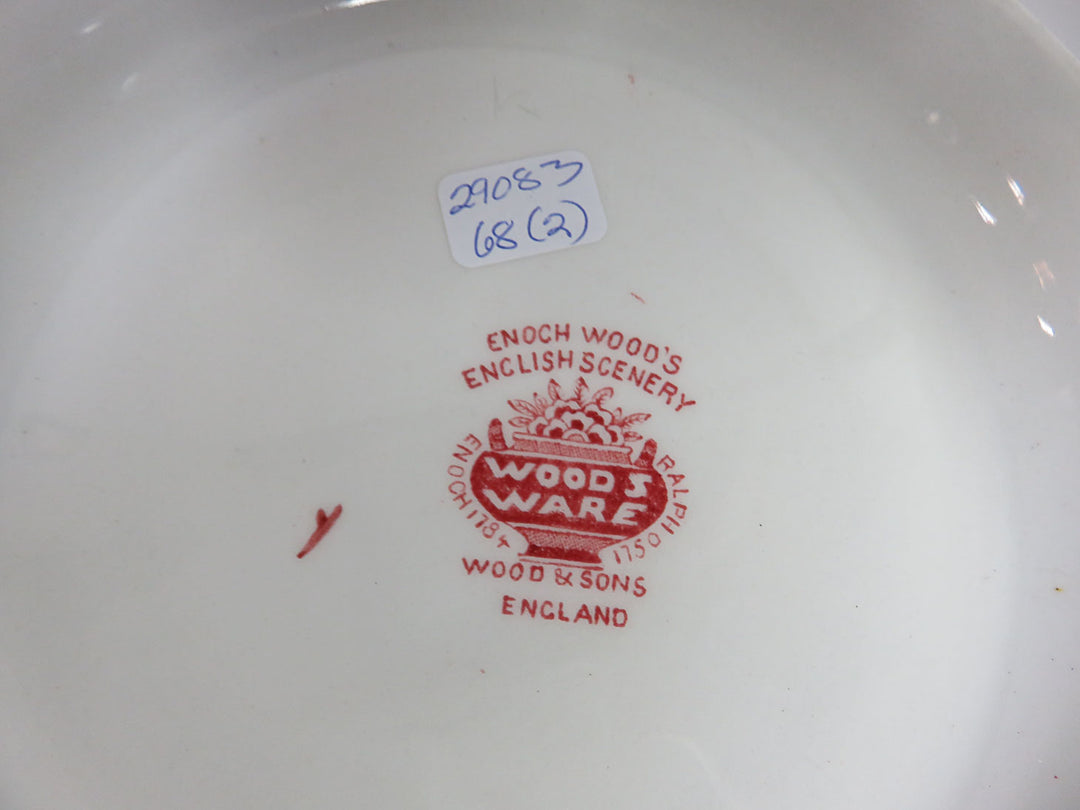 29083
68 (2)
ENOCH WOOD'S
ENGLISH SCENERY
ENOCH 1784
RALPH 1750
WOOD'S
WARE
WOOD & SONS
ENGLAND